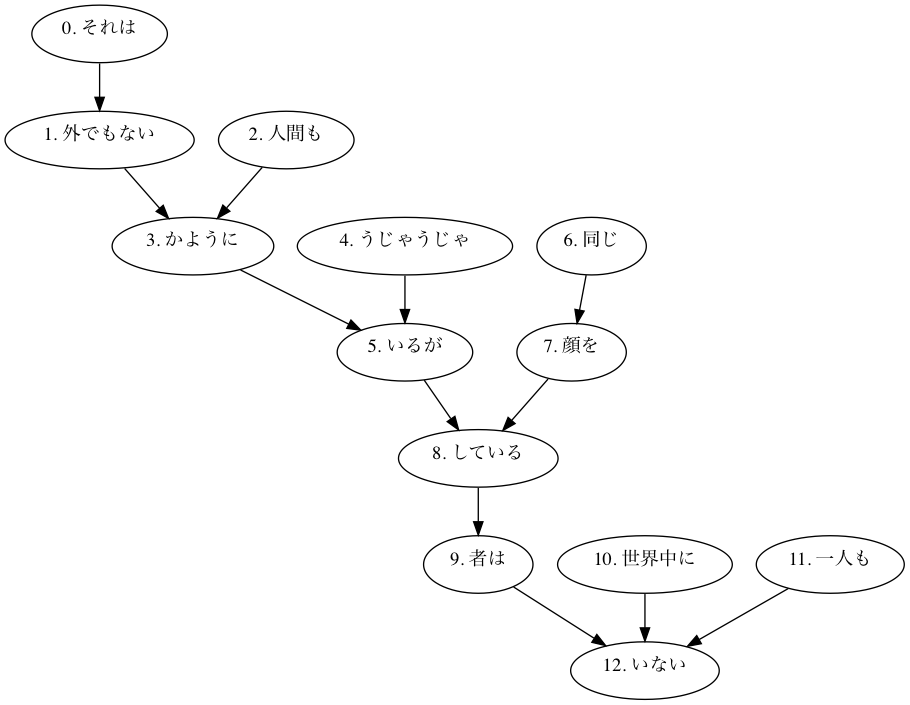 0. それは
1. 外でもない
2. 人間も
3. かように
4. うじゃうじゃ
6. 同じ
5. いるが
7. 顔を
8. している
9. 者は
10. 世界中に
11. 一人も
12. いない